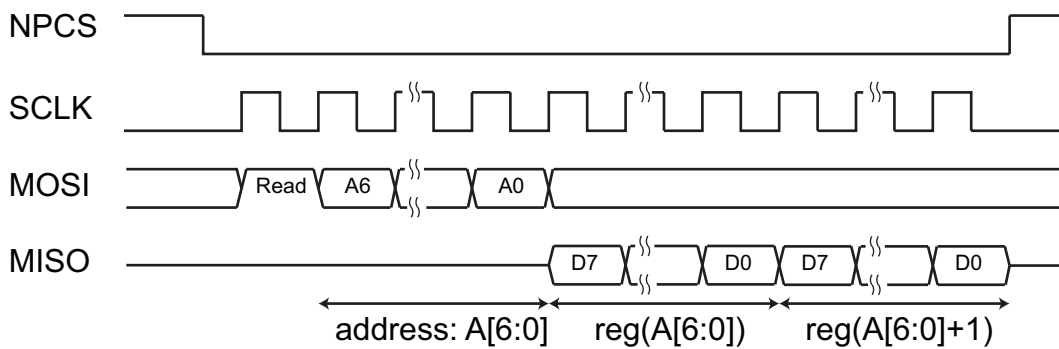 NPCS
SCLK
MOSI Read A6 A0
MISO D7 D0 D7 D0
address: A[6:0] reg(A[6:0]) reg(A[6:0]+1)